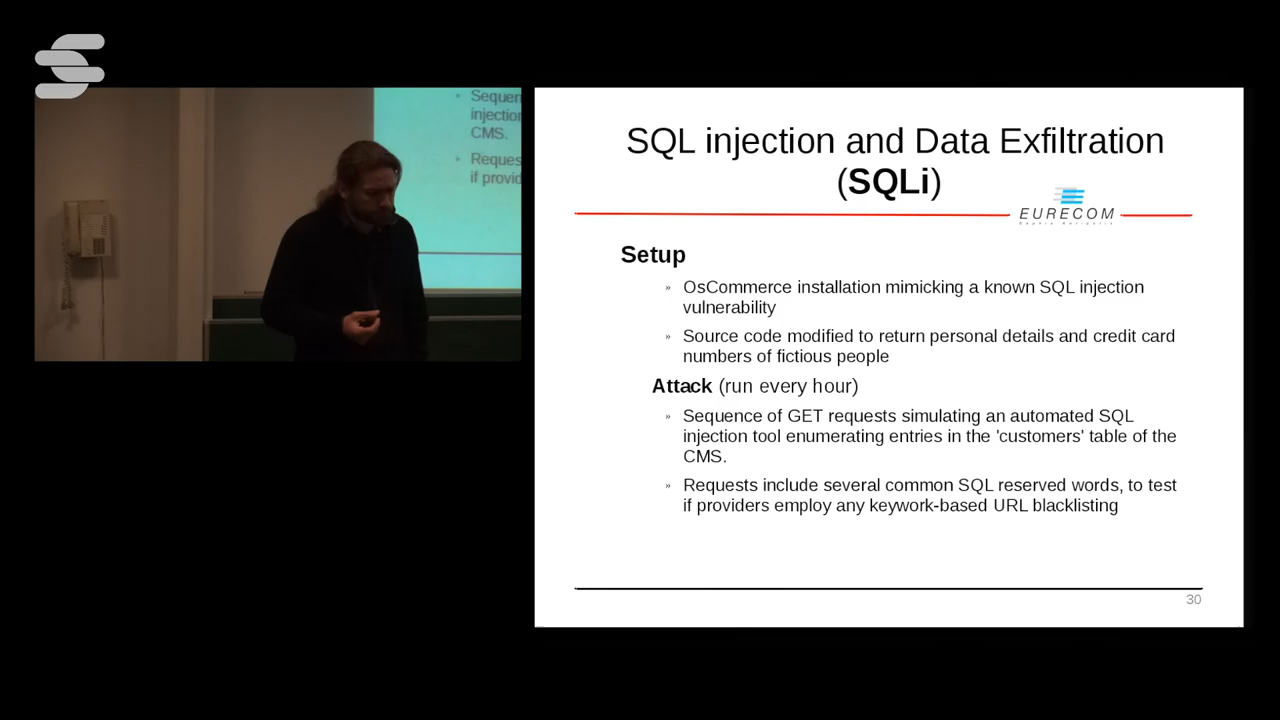 Sequen
injection
CMS.
Reques
if provid
SQL injection and Data Exfiltration
(SQLi)
EURECOM
Setup
» OsCommerce installation mimicking a known SQL injection
vulnerability
» Source code modified to return personal details and credit card
numbers of fictious people
Attack (run every hour)
» Sequence of GET requests simulating an automated SQL
injection tool enumerating entries in the 'customers' table of the
CMS.
» Requests include several common SQL reserved words, to test
if providers employ any keywork-based URL blacklisting
30